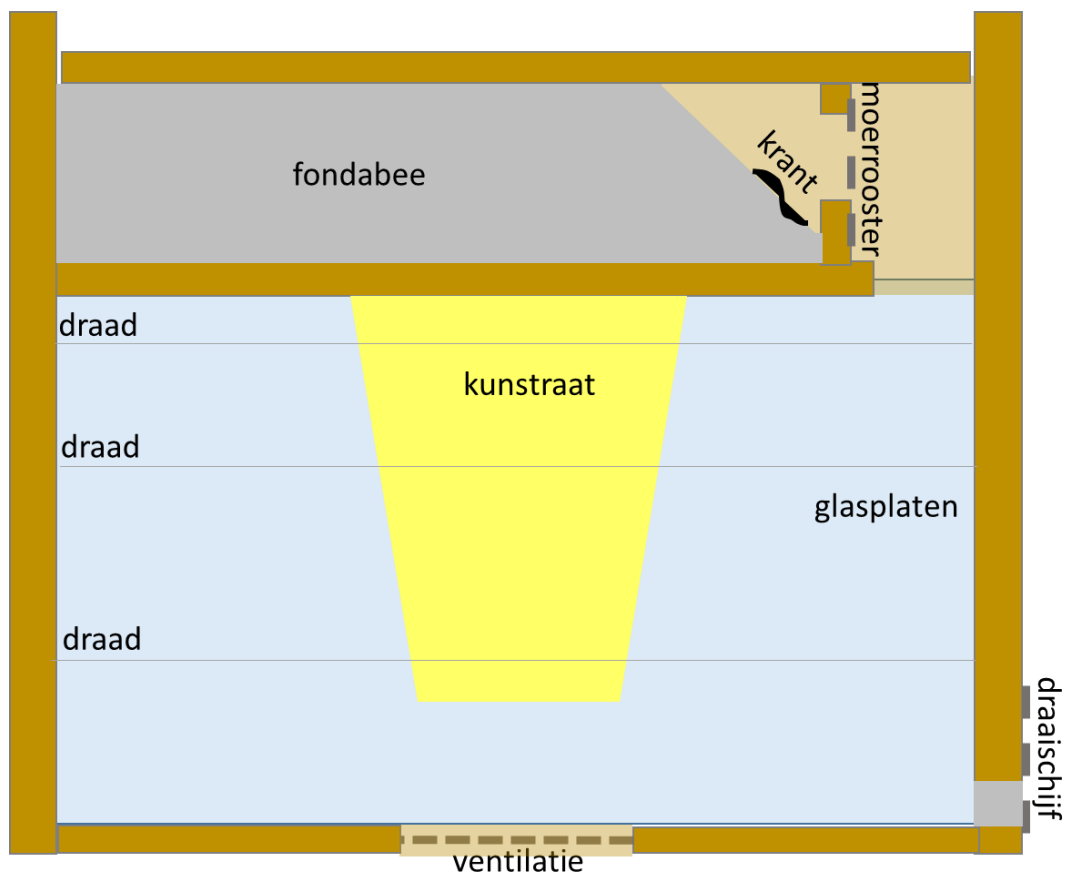 moerrooster
krant
fondabee
draad
kunstraat
draad
glasplaten
draad
draaischijf
ventilatie